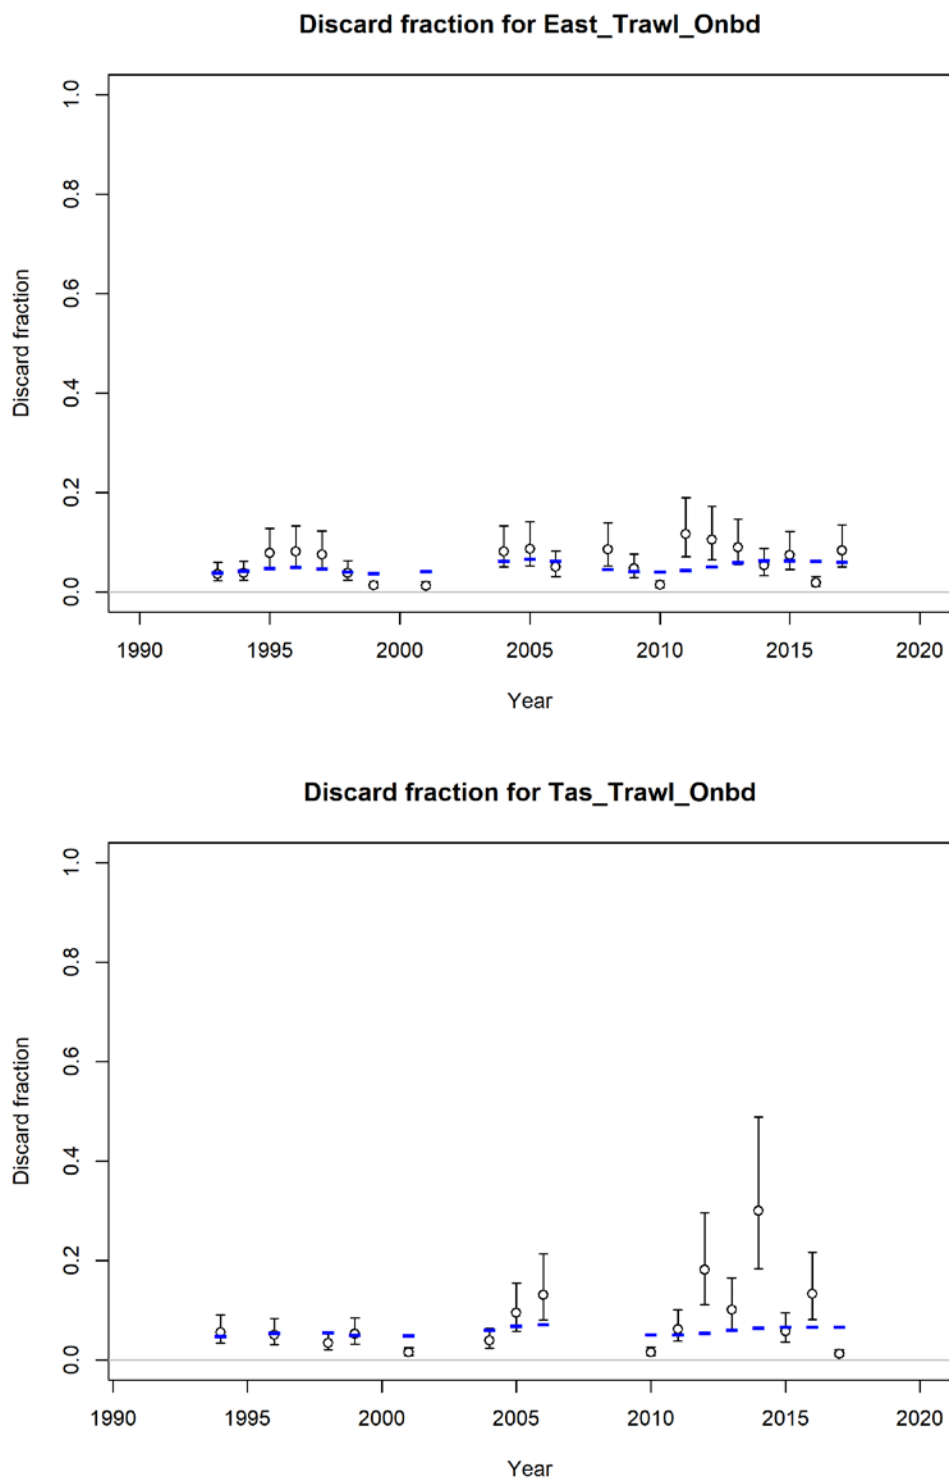 Discard fraction for East_Trawl_Onbd
1.0
0.8
0.6
0.4
0.2
0.0
Discard fraction
1990 1995 2000 2005 2010 2015 2020
Year
Discard fraction for Tas_Trawl_Onbd
1.0
0.8
0.6
0.4
0.2
0.0
Discard fraction
1990 1995 2000 2005 2010 2015 2020
Year